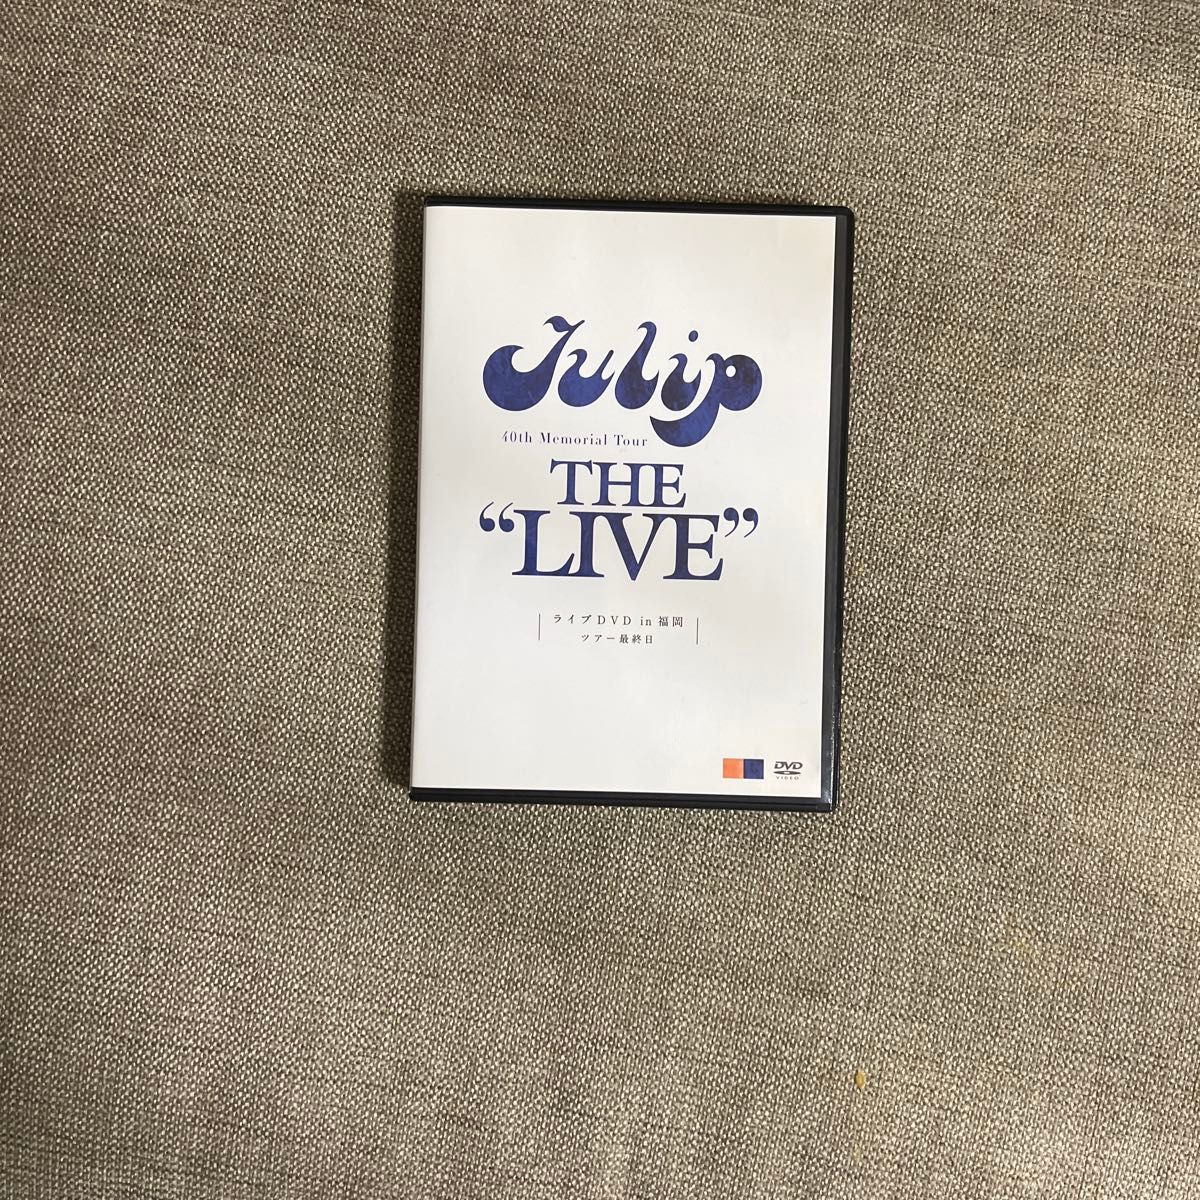 Tulip
40th Memorial Tour
THE
“LIVE”
ライブDVD in 福岡
ツアー最終日
DVD
VIDEO